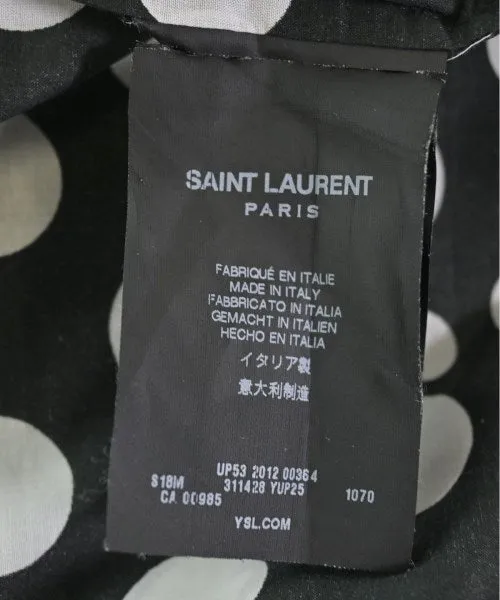 SAINT LAURENT
PARIS
FABRIQUÉ EN ITALIE
MADE IN ITALY
FABBRICATO IN ITALIA
GEMACHT IN ITALIEN
HECHO EN ITALIA
イタリア製
意大利制造
UP53 2012 00364
S18M 311428 YUP25 1070
CA 00985
YSL.COM